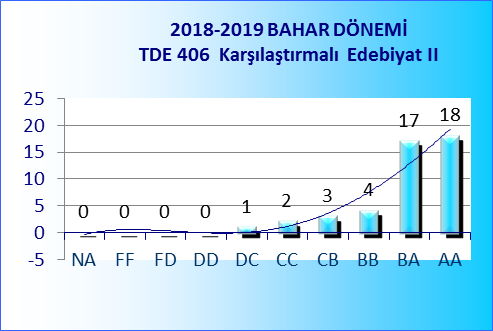 2018-2019 BAHAR DÖNEMİ
TDE 406 Karşılaştırmalı Edebiyat II
25
20
15
10
5
0
-5
0 0 0 0 1 2 3 4 17 18
NA FF FD DD DC CC CB BB BA AA